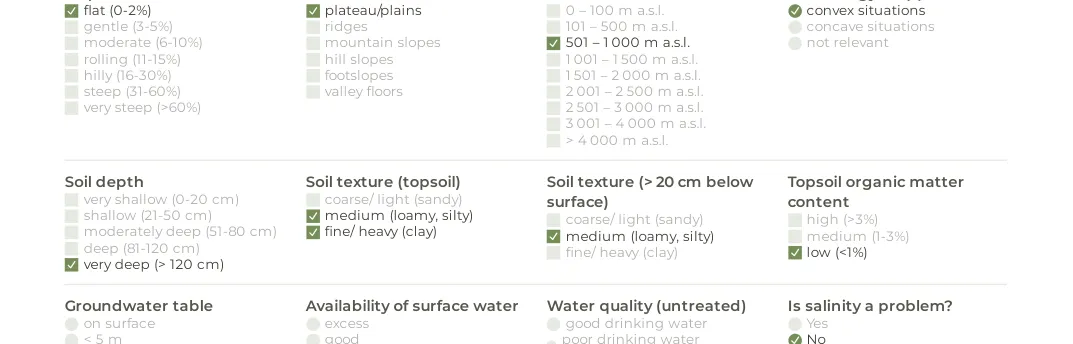 flat (0-2%)
gentle (3-5%)
moderate (6-10%)
rolling (11-15%)
hilly (16-30%)
steep (31-60%)
very steep (>60%)
plateau/plains
ridges
mountain slopes
hill slopes
footslopes
valley floors
0 – 100 m a.s.l.
101 – 500 m a.s.l.
501 – 1 000 m a.s.l.
1 001 – 1 500 m a.s.l.
1 501 – 2 000 m a.s.l.
2 001 – 2 500 m a.s.l.
2 501 – 3 000 m a.s.l.
3 001 – 4 000 m a.s.l.
> 4 000 m a.s.l.
convex situations
concave situations
not relevant
Soil depth
very shallow (0-20 cm)
shallow (21-50 cm)
moderately deep (51-80 cm)
deep (81-120 cm)
very deep (> 120 cm)
Soil texture (topsoil)
coarse/ light (sandy)
medium (loamy, silty)
fine/ heavy (clay)
Soil texture (> 20 cm below
surface)
coarse/ light (sandy)
medium (loamy, silty)
fine/ heavy (clay)
Topsoil organic matter
content
high (>3%)
medium (1-3%)
low (<1%)
Groundwater table
on surface
< 5 m
Availability of surface water
excess
good
Water quality (untreated)
good drinking water
poor drinking water
Is salinity a problem?
Yes
No